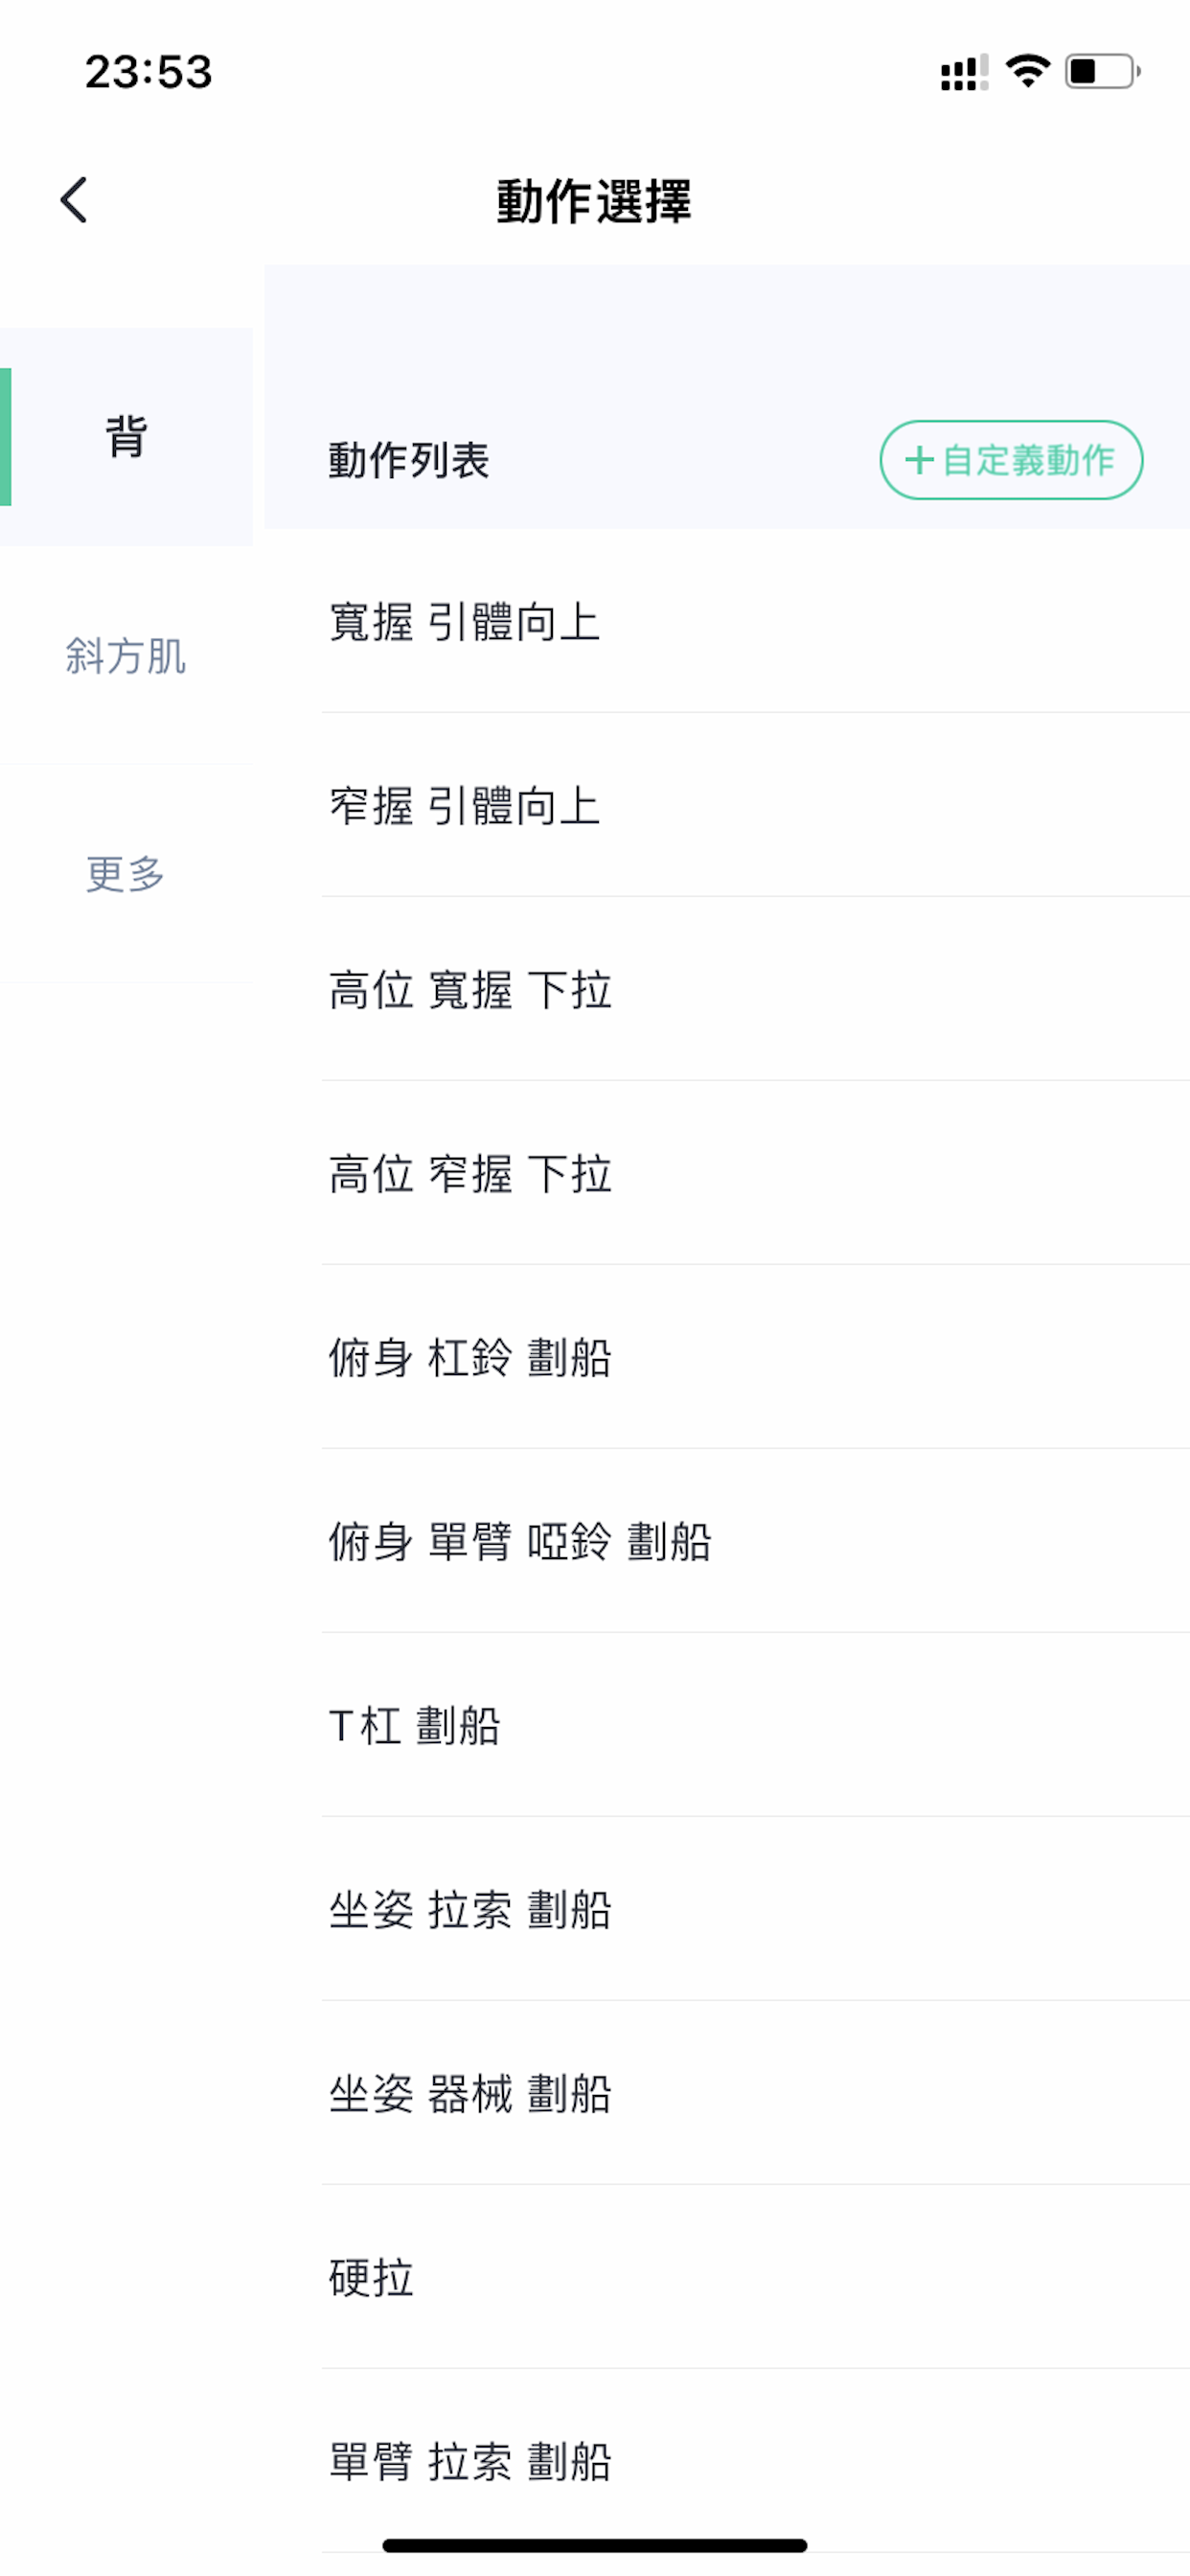 23:53
動作選擇
背
斜方肌
更多
動作列表
+自定義動作
寬握 引體向上
窄握 引體向上
高位 寬握 下拉
高位 窄握 下拉
俯身 杠鈴 劃船
俯身 單臂 啞鈴 劃船
T杠 劃船
坐姿 拉索 劃船
坐姿 器械 劃船
硬拉
單臂 拉索 劃船